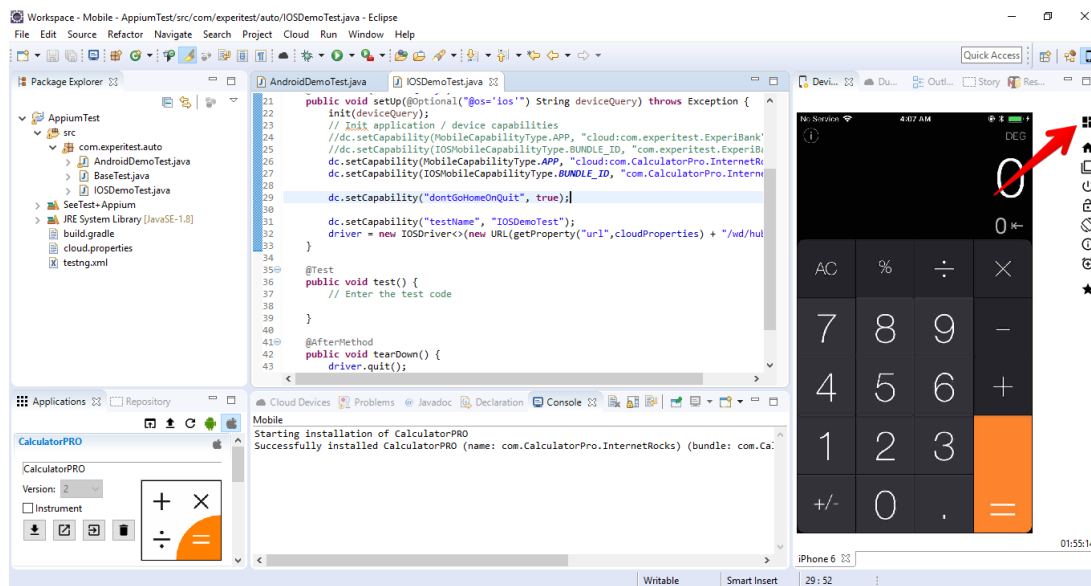 Workspace - Mobile - AppiumTest/src/com/experitest/auto/IOSDemoTest.java - Eclipse
File Edit Source Refactor Navigate Search Project Cloud Run Window Help
Quick Access
Package Explorer
AppiumTest
src
com.experitest.auto
AndroidDemoTest.java
BaseTest.java
IOSDemoTest.java
SeeTest+Appium
JRE System Library [JavaSE-1.8]
build.gradle
cloud.properties
testng.xml
AndroidDemoTest.java IOSDemoTest.java
21 public void setUp(@Optional("@os='ios'") String deviceQuery) throws Exception {
22 init(deviceQuery);
23 // Init application / device capabilities
24 //dc.setCapability(MobileCapabilityType.APP, "cloud:com.experitest.ExperiBank"
25 //dc.setCapability(IOSMobileCapabilityType.BUNDLE_ID, "com.experitest.ExperiBa
26 dc.setCapability(MobileCapabilityType.APP, "cloud:com.CalculatorPro.InternetRo
27 dc.setCapability(IOSMobileCapabilityType.BUNDLE_ID, "com.CalculatorPro.Interne
28
29 dc.setCapability("dontGoHomeOnQuit", true);
30
31 dc.setCapability("testName", "IOSDemoTest");
32 driver = new IOSDriver<>(new URL(getProperty("url",cloudProperties) + "/wd/hub
33 }
34
35 @Test
36 public void test() {
37 // Enter the test code
38
39 }
40
41 @AfterMethod
42 public void tearDown() {
43 driver.quit();
Applications Repository
CalculatorPRO
CalculatorPRO
Version: 2
Instrument
+ ×
÷ =
Cloud Devices Problems @ Javadoc Declaration Console
Mobile
Starting installation of CalculatorPRO
Successfully installed CalculatorPRO (name: com.CalculatorPro.InternetRocks) (bundle: com.Cal
Devi... Du... Outl... Story Res...
No Service 4:07 AM
DEG
0
0
AC % ÷ ×
7 8 9 −
4 5 6 +
1 2 3
+/- 0 . =
01:55:14
iPhone 6
Writable Smart Insert 29 : 52